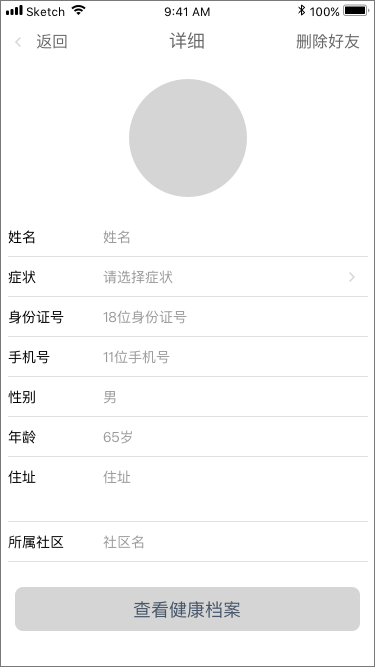 Sketch 9:41 AM 100%
返回 详细 删除好友
姓名 姓名
症状 请选择症状
身份证号 18位身份证号
手机号 11位手机号
性别 男
年龄 65岁
住址 住址
所属社区 社区名
查看健康档案